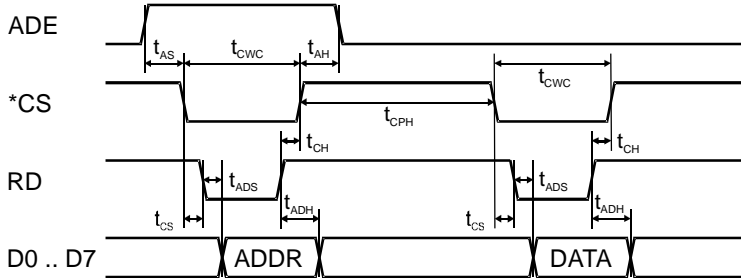 ADE
tAS tCWC tAH
*CS
tCWC
tCPH
tCH tCH
RD
tADS tADS
tCS tADH tCS tADH
D0 .. D7 ADDR DATA